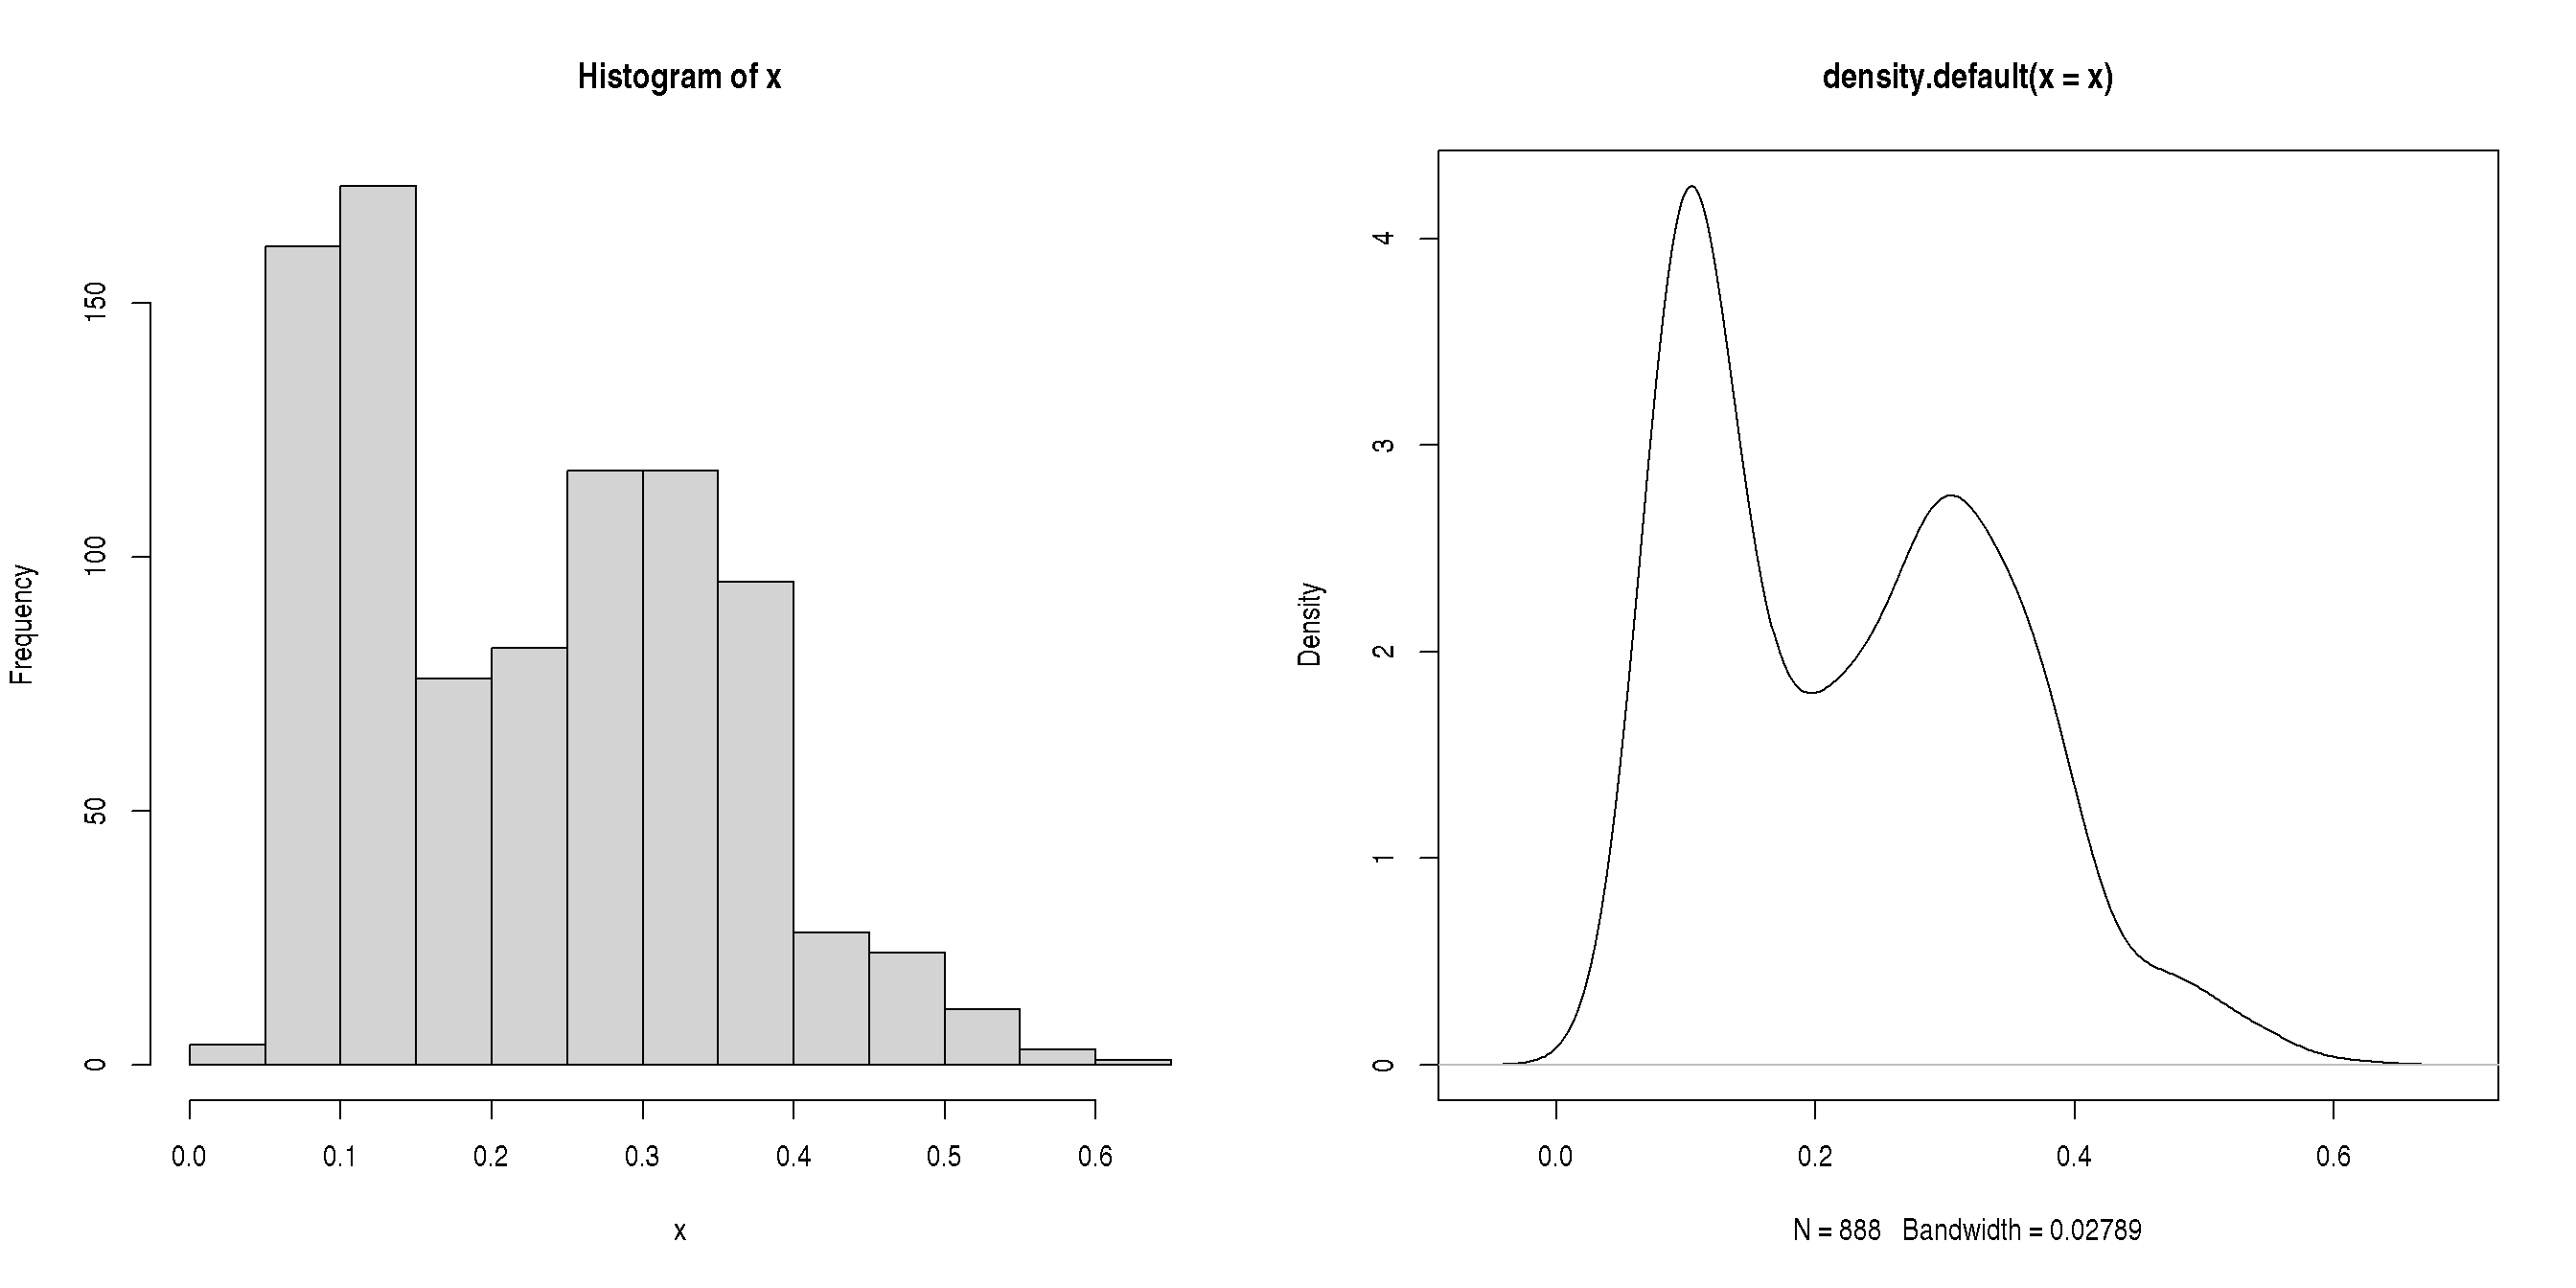 Histogram of x
Frequency
150
100
50
0
0.0 0.1 0.2 0.3 0.4 0.5 0.6
x
density.default(x = x)
Density
4
3
2
1
0
0.0 0.2 0.4 0.6
N = 888 Bandwidth = 0.02789